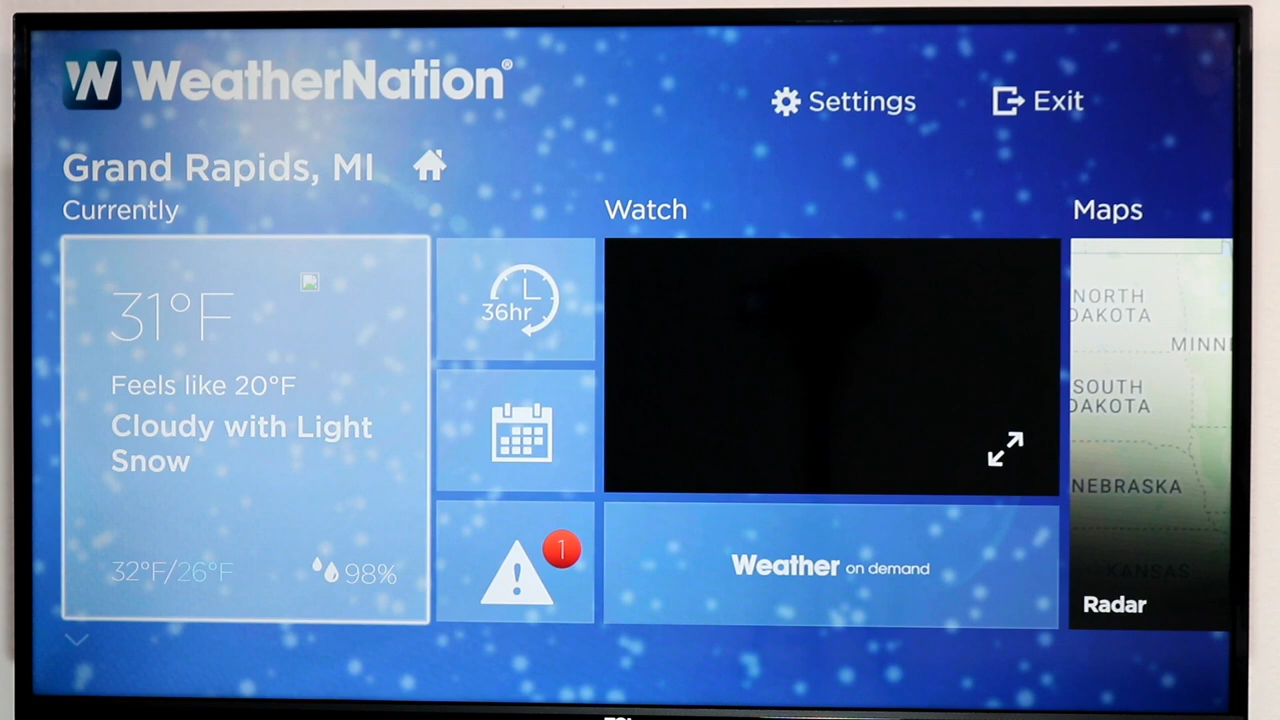 W WeatherNation®
Settings
Exit
Grand Rapids, MI
Currently
Watch
Maps
31°F
Feels like 20°F
Cloudy with Light
Snow
32°F/26°F
98%
36hr
1
Weather on demand
NORTH
DAKOTA
MINN
SOUTH
DAKOTA
NEBRASKA
KANSAS
Radar